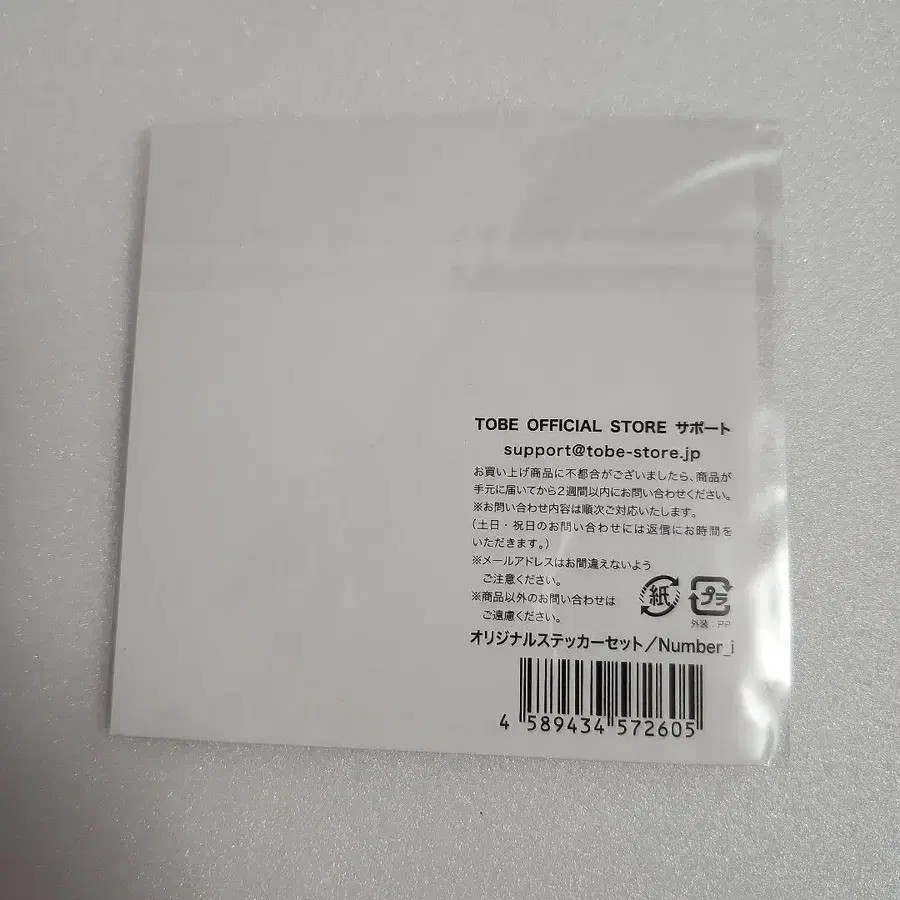 TOBE OFFICIAL STORE サポート
support@tobe-store.jp
お買い上げ商品に不都合がございましたら、商品が
手元に届いてから2週間以内にお問い合わせください。
※お問い合わせ内容は順次ご対応いたします。
(土日・祝日のお問い合わせには返信にお時間を
いただきます。)
※メールアドレスはお間違えないよう
ご注意ください。
※商品以外のお問い合わせは
ご遠慮ください。
紙 プラ
外装:PP
オリジナルステッカーセット/Number_i
4 589434 572605